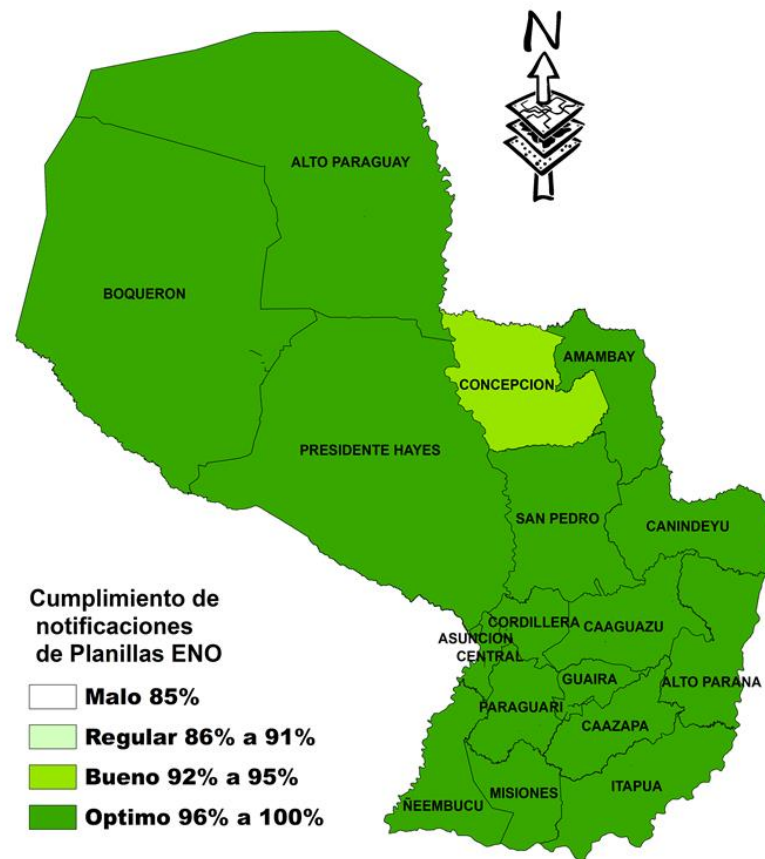 N
ALTO PARAGUAY
BOQUERON
AMAMBAY
CONCEPCION
PRESIDENTE HAYES
SAN PEDRO
CANINDEYU
CORDILLERA
CAAGUAZU
ASUNCION
CENTRAL
GUAIRA
ALTO PARANA
PARAGUARI
CAAZAPA
ITAPUA
MISIONES
ÑEEMBUCU
Cumplimiento de
notificaciones
de Planillas ENO
Malo 85%
Regular 86% a 91%
Bueno 92% a 95%
Optimo 96% a 100%